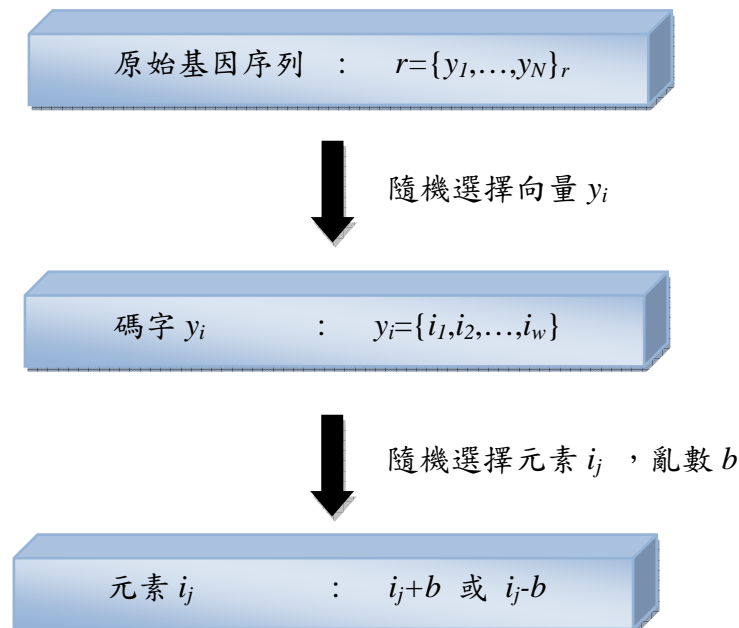 原始基因序列 : r={y1,…,yN}r
隨機選擇向量 yi
碼字 yi : yi={i1,i2,…,iw}
隨機選擇元素 ij ，亂數 b
元素 ij : ij+b 或 ij-b